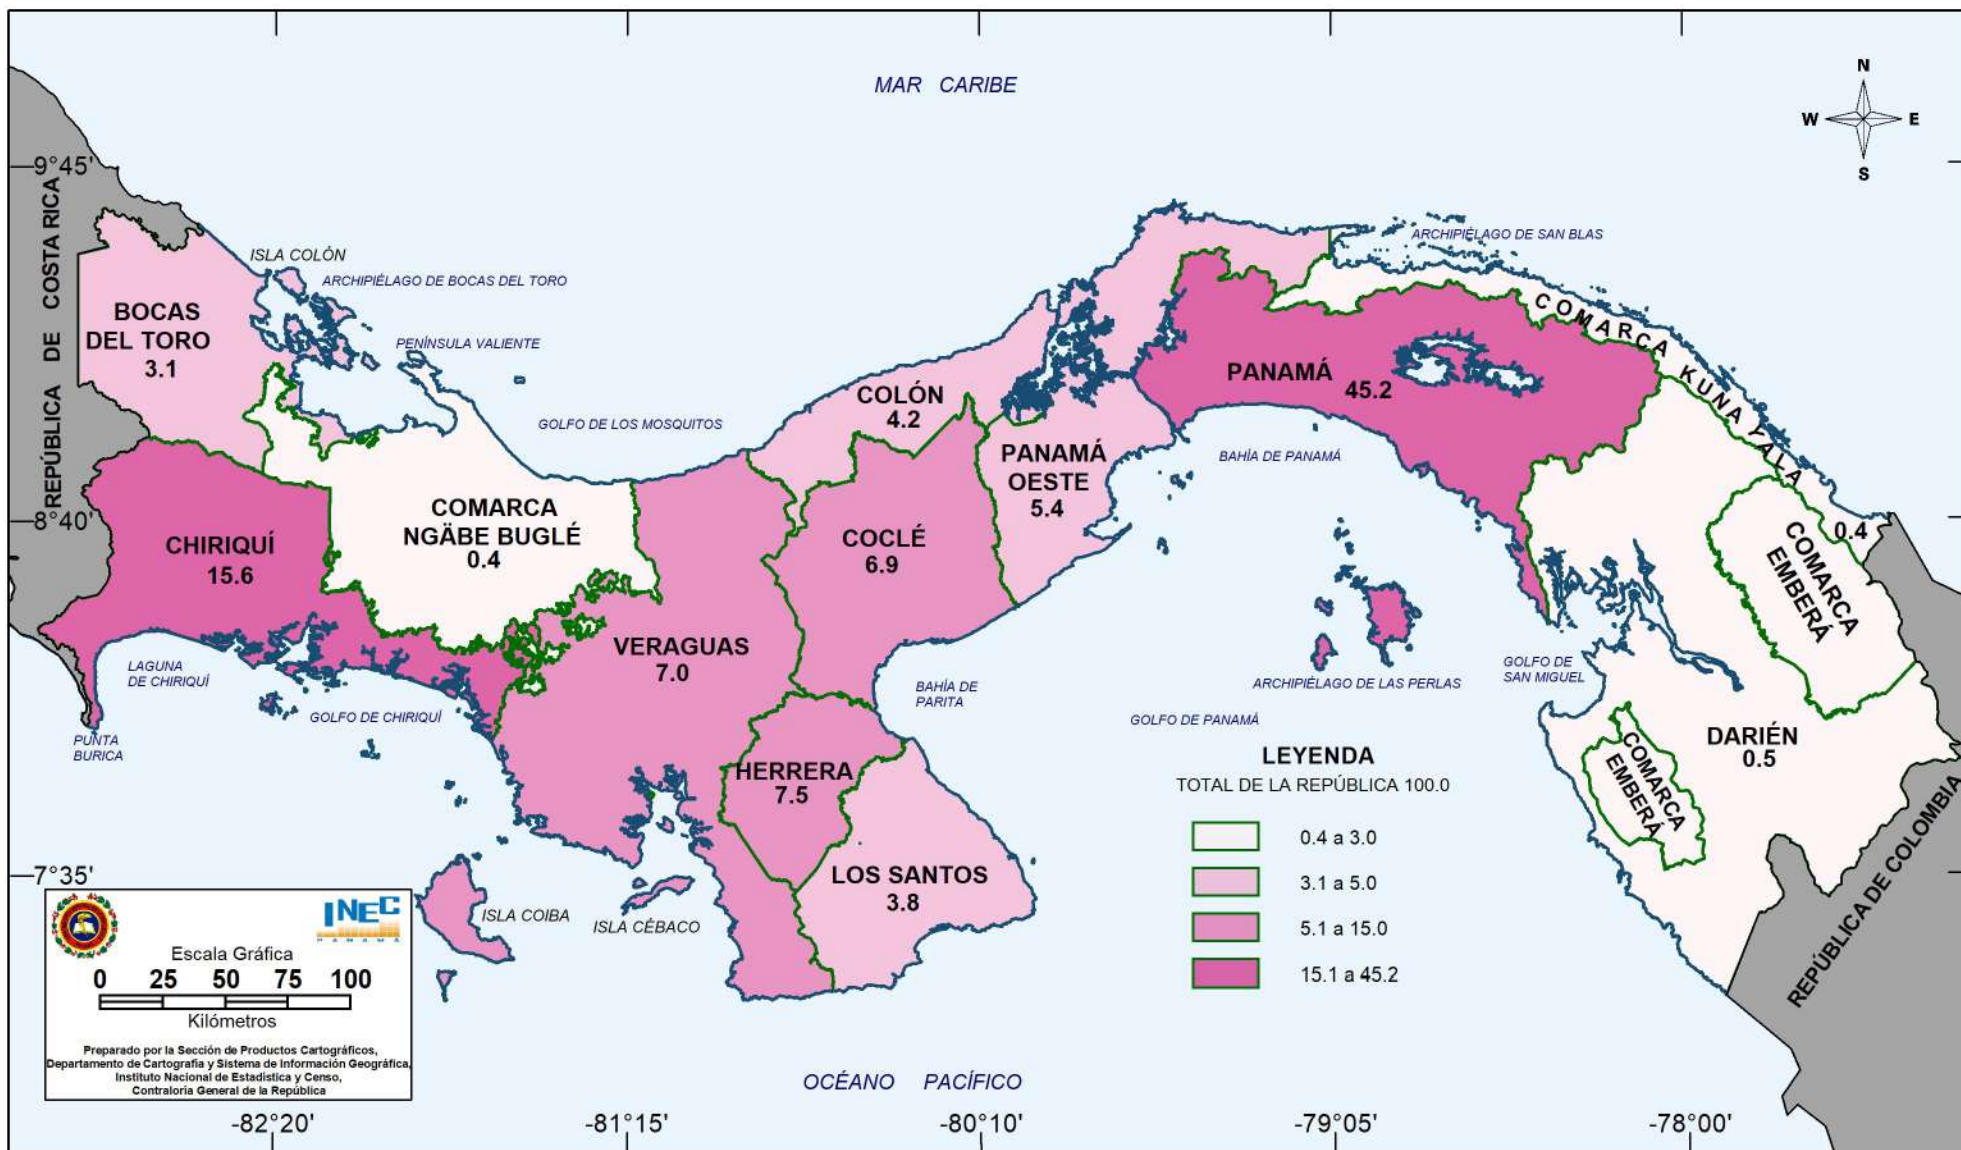 MAR CARIBE
N
W E
S
9°45'
8°40'
7°35'
REPÚBLICA DE COSTA RICA
ISLA COLÓN
ARCHIPIÉLAGO DE BOCAS DEL TORO
BOCAS
DEL TORO
3.1
PENÍNSULA VALIENTE
GOLFO DE LOS MOSQUITOS
ARCHIPIÉLAGO DE SAN BLAS
COMARCA KUNA YALA
0.4
COLÓN
4.2
PANAMÁ
45.2
PANAMÁ
OESTE
5.4
BAHÍA DE PANAMÁ
CHIRIQUÍ
15.6
COMARCA
NGÄBE BUGLÉ
0.4
COCLÉ
6.9
VERAGUAS
7.0
COMARCA
EMBERÁ
LAGUNA
DE CHIRIQUÍ
GOLFO DE CHIRIQUÍ
PUNTA
BURICA
BAHÍA DE
PARITA
GOLFO DE PANAMÁ
ARCHIPIÉLAGO DE LAS PERLAS
GOLFO DE
SAN MIGUEL
DARIÉN
0.5
COMARCA
EMBERÁ
HERRERA
7.5
LOS SANTOS
3.8
ISLA COIBA
ISLA CÉBACO
REPÚBLICA DE COLOMBIA
LEYENDA
TOTAL DE LA REPÚBLICA 100.0
0.4 a 3.0
3.1 a 5.0
5.1 a 15.0
15.1 a 45.2
INEC
PANAMÁ
Escala Gráfica
0 25 50 75 100
Kilómetros
Preparado por la Sección de Productos Cartográficos,
Departamento de Cartografía y Sistema de Información Geográfica,
Instituto Nacional de Estadística y Censo,
Contraloría General de la República
OCÉANO PACÍFICO
-82°20' -81°15' -80°10' -79°05' -78°00'